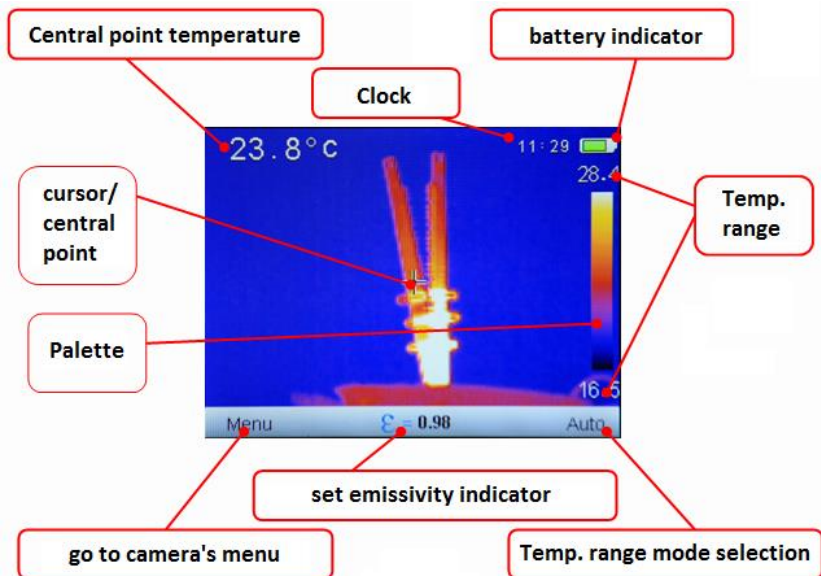 Central point temperature
battery indicator
Clock
23.8°C
11:29
28.4
cursor/
central
point
Temp.
range
Palette
16.5
Menu
ε = 0.98
Auto
set emissivity indicator
go to camera's menu
Temp. range mode selection